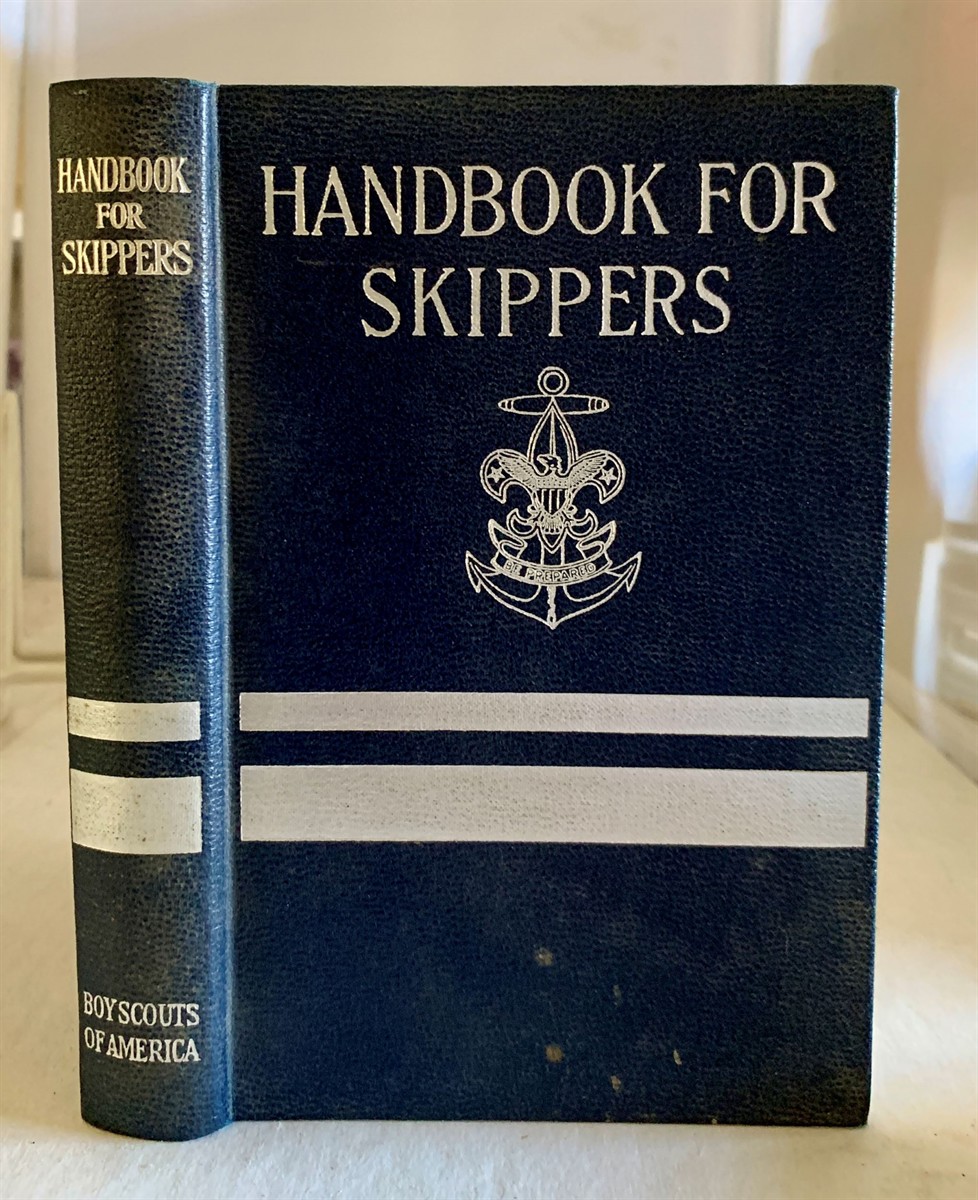 HANDBOOK
FOR
SKIPPERS
BOY SCOUTS
OF AMERICA
HANDBOOK FOR
SKIPPERS
BE PREPARED